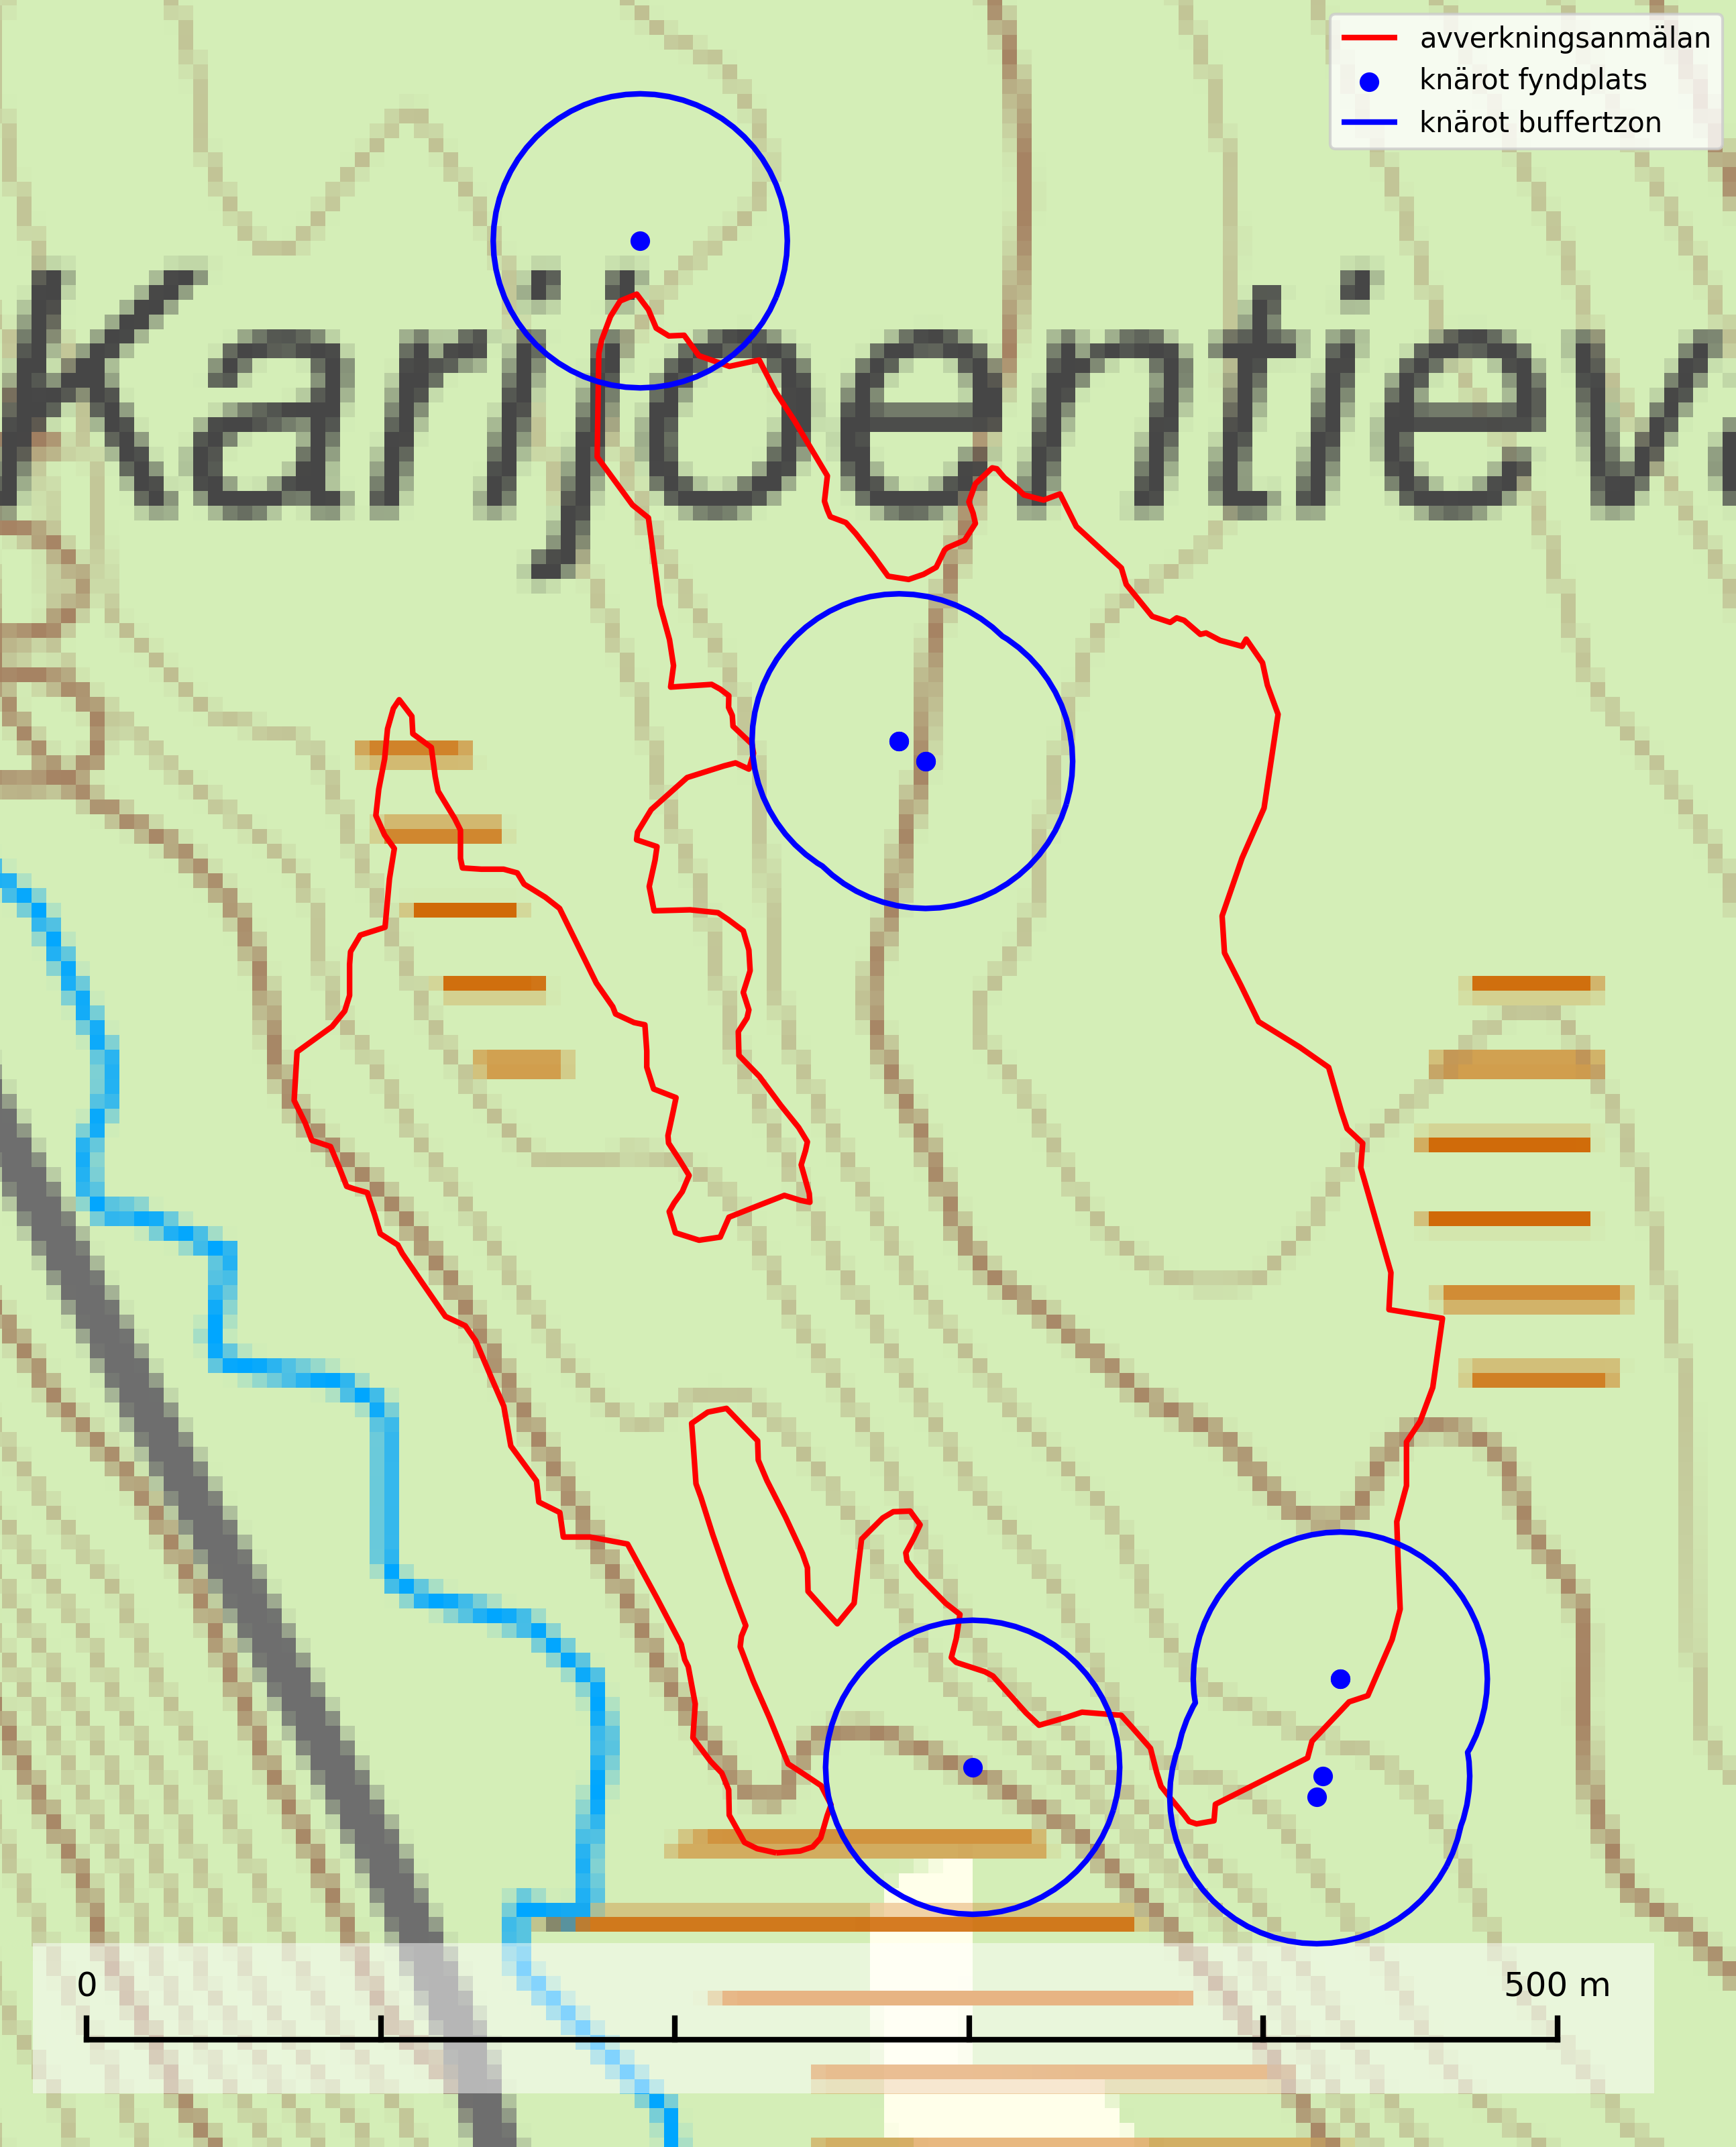 avverkningsanmälan
knärot fyndplats
knärot buffertzon
0 500 m